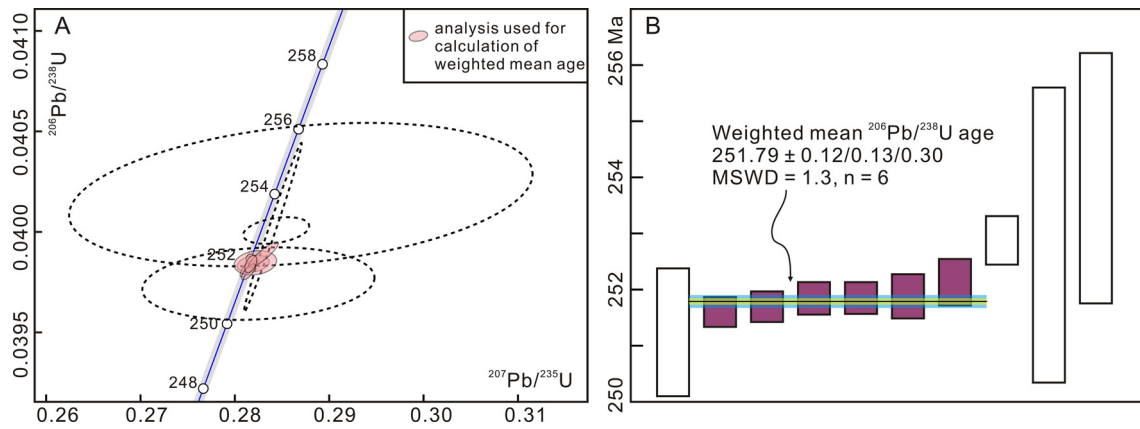 A
analysis used for
calculation of
weighted mean age
258
256
254
252
250
248
0.0410
0.0405
0.0400
0.0395
206Pb/238U
207Pb/235U
0.26
0.27
0.28
0.29
0.30
0.31
B
256 Ma
254
252
250
Weighted mean 206Pb/238U age
251.79 ± 0.12/0.13/0.30
MSWD = 1.3, n = 6